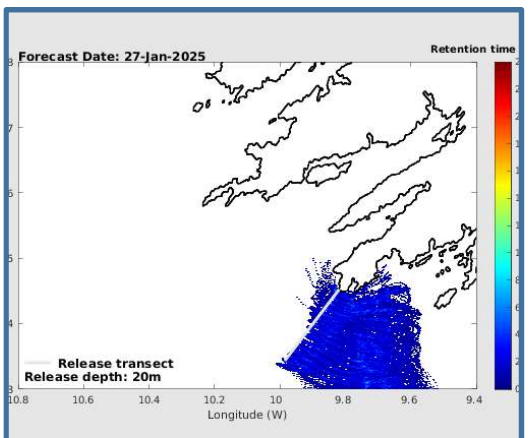 Forecast Date: 27-Jan-2025
Retention time
Release transect
Release depth: 20m
10.8 10.6 10.4 10.2 10 9.8 9.6 9.4
Longitude (W)